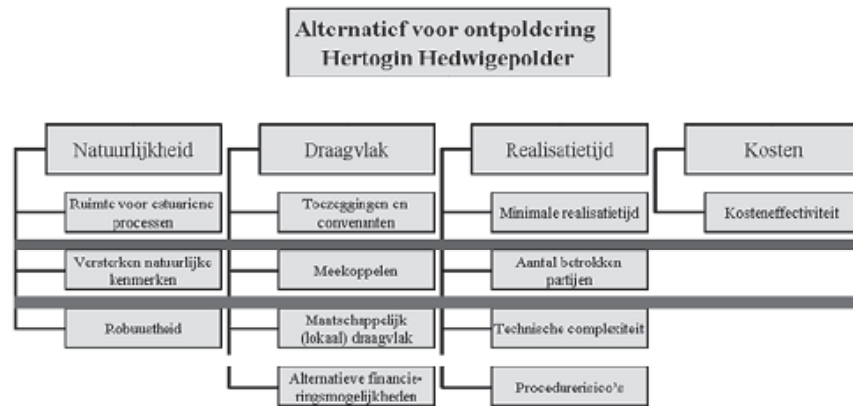 Alternatief voor ontpoldering
Hertogin Hedwigepolder
Natuurlijkheid
Draagvlak
Realisatietijd
Kosten
Ruimte voor estuariene
processen
Toezeggingen en
convenanten
Minimale realisatietijd
Kosteneffectiviteit
Versterken natuurlijke
kenmerken
Meekoppelen
Aantal betrokken
partijen
Robuustheid
Maatschappelijk
(lokaal) draagvlak
Technische complexiteit
Alternatieve financie-
ringsmogelijkheden
Procedurerisico's